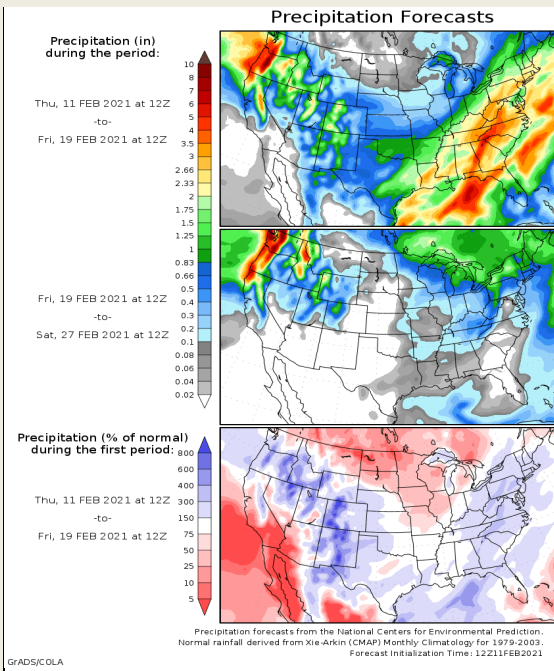 Precipitation Forecasts
Precipitation (in)
during the period:
Thu, 11 FEB 2021 at 12Z
-to-
Fri, 19 FEB 2021 at 12Z
10
8
7
6
5
4
3.5
3
2.66
2.33
2
1.75
1.5
1.25
1
0.83
0.66
0.5
0.4
0.3
0.2
0.1
0.08
0.06
0.04
0.02
Fri, 19 FEB 2021 at 12Z
-to-
Sat, 27 FEB 2021 at 12Z
Precipitation (% of normal)
during the first period:
Thu, 11 FEB 2021 at 12Z
-to-
Fri, 19 FEB 2021 at 12Z
800
600
400
300
150
75
50
25
10
5
Precipitation forecasts from the National Centers for Environmental Prediction.
Normal rainfall derived from Xie-Arkin (CMAP) Monthly Climatology for 1979-2003.
Forecast Initialization Time: 12Z11FEB2021
GrADS/COLA